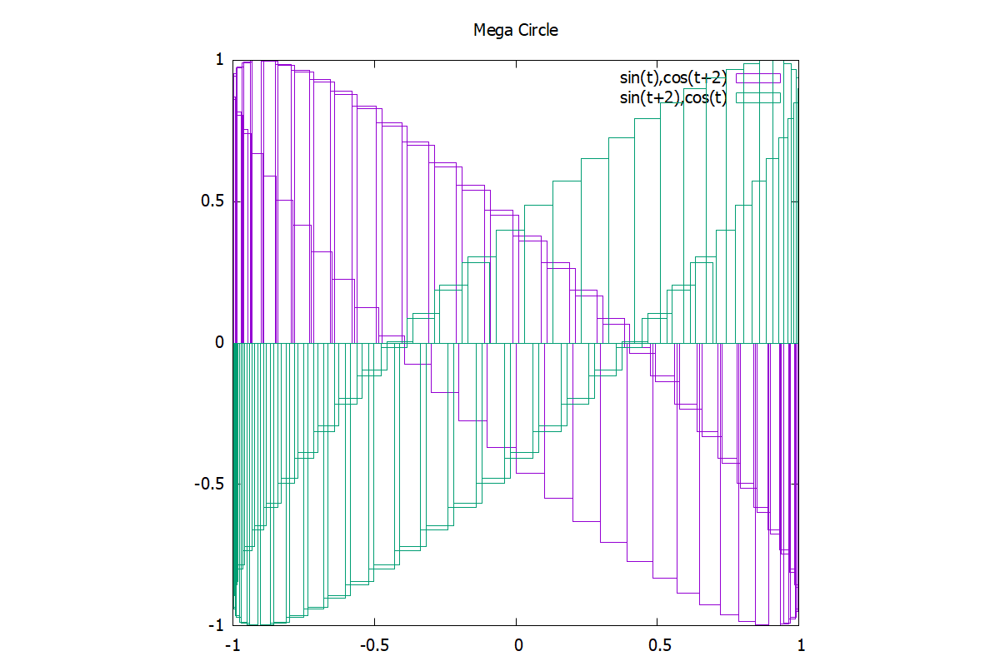 Mega Circle
1
sin(t),cos(t+2)
sin(t+2),cos(t)
0.5
0
-0.5
-1
-1 -0.5 0 0.5 1